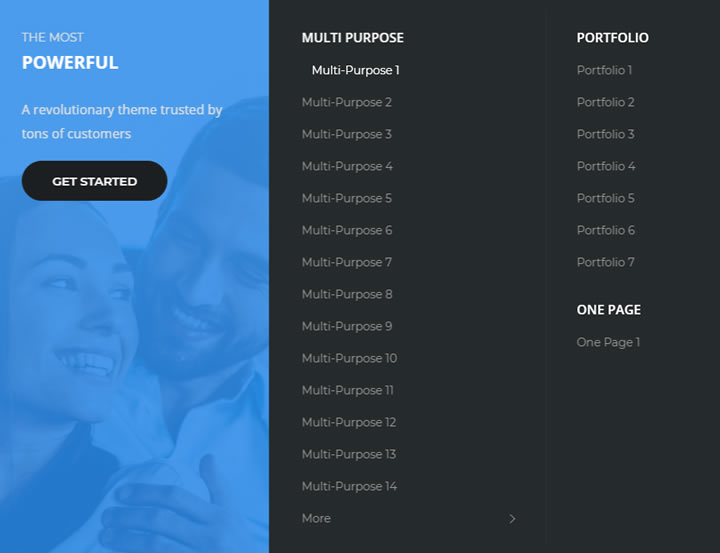 THE MOST
POWERFUL
A revolutionary theme trusted by
tons of customers
GET STARTED
MULTI PURPOSE
Multi-Purpose 1
Multi-Purpose 2
Multi-Purpose 3
Multi-Purpose 4
Multi-Purpose 5
Multi-Purpose 6
Multi-Purpose 7
Multi-Purpose 8
Multi-Purpose 9
Multi-Purpose 10
Multi-Purpose 11
Multi-Purpose 12
Multi-Purpose 13
Multi-Purpose 14
More
PORTFOLIO
Portfolio 1
Portfolio 2
Portfolio 3
Portfolio 4
Portfolio 5
Portfolio 6
Portfolio 7
ONE PAGE
One Page 1